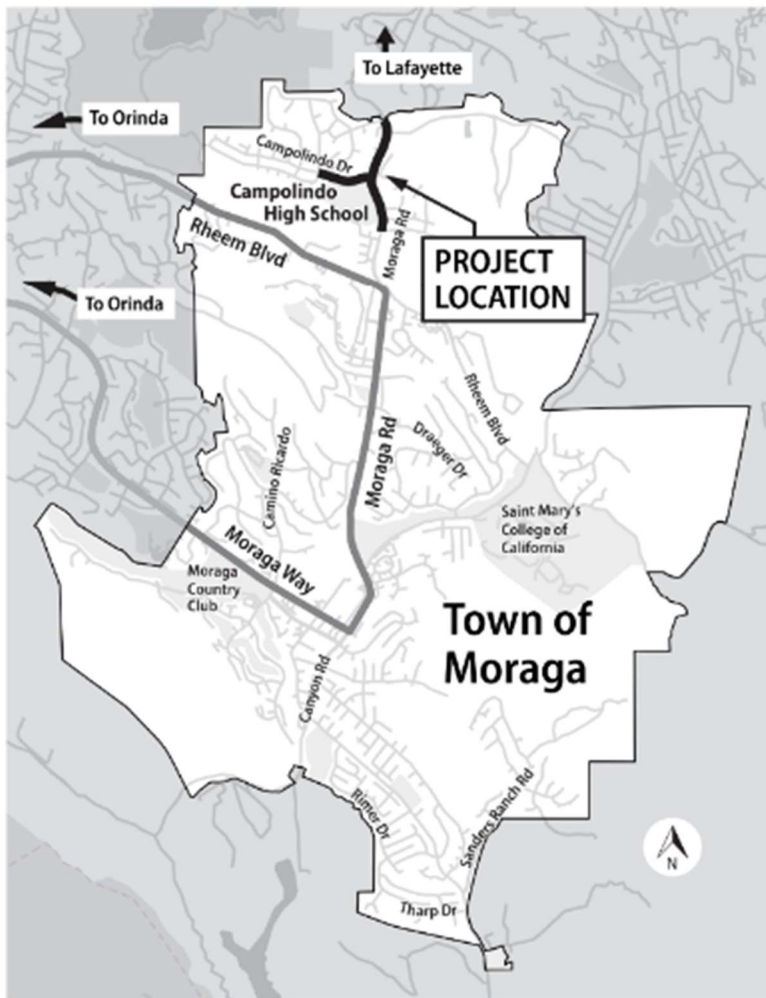 To Lafayette
To Orinda
Campolindo Dr
Campolindo
High School
Moraga Rd
Rheem Blvd
PROJECT
LOCATION
To Orinda
Rheem Blvd
Draeger Dr
Moraga Rd
Camino Ricardo
Saint Mary's
College of
California
Moraga Way
Moraga
Country
Club
Town of
Moraga
Canyon Rd
Rimer Dr
Sanders Ranch Rd
N
Tharp Dr